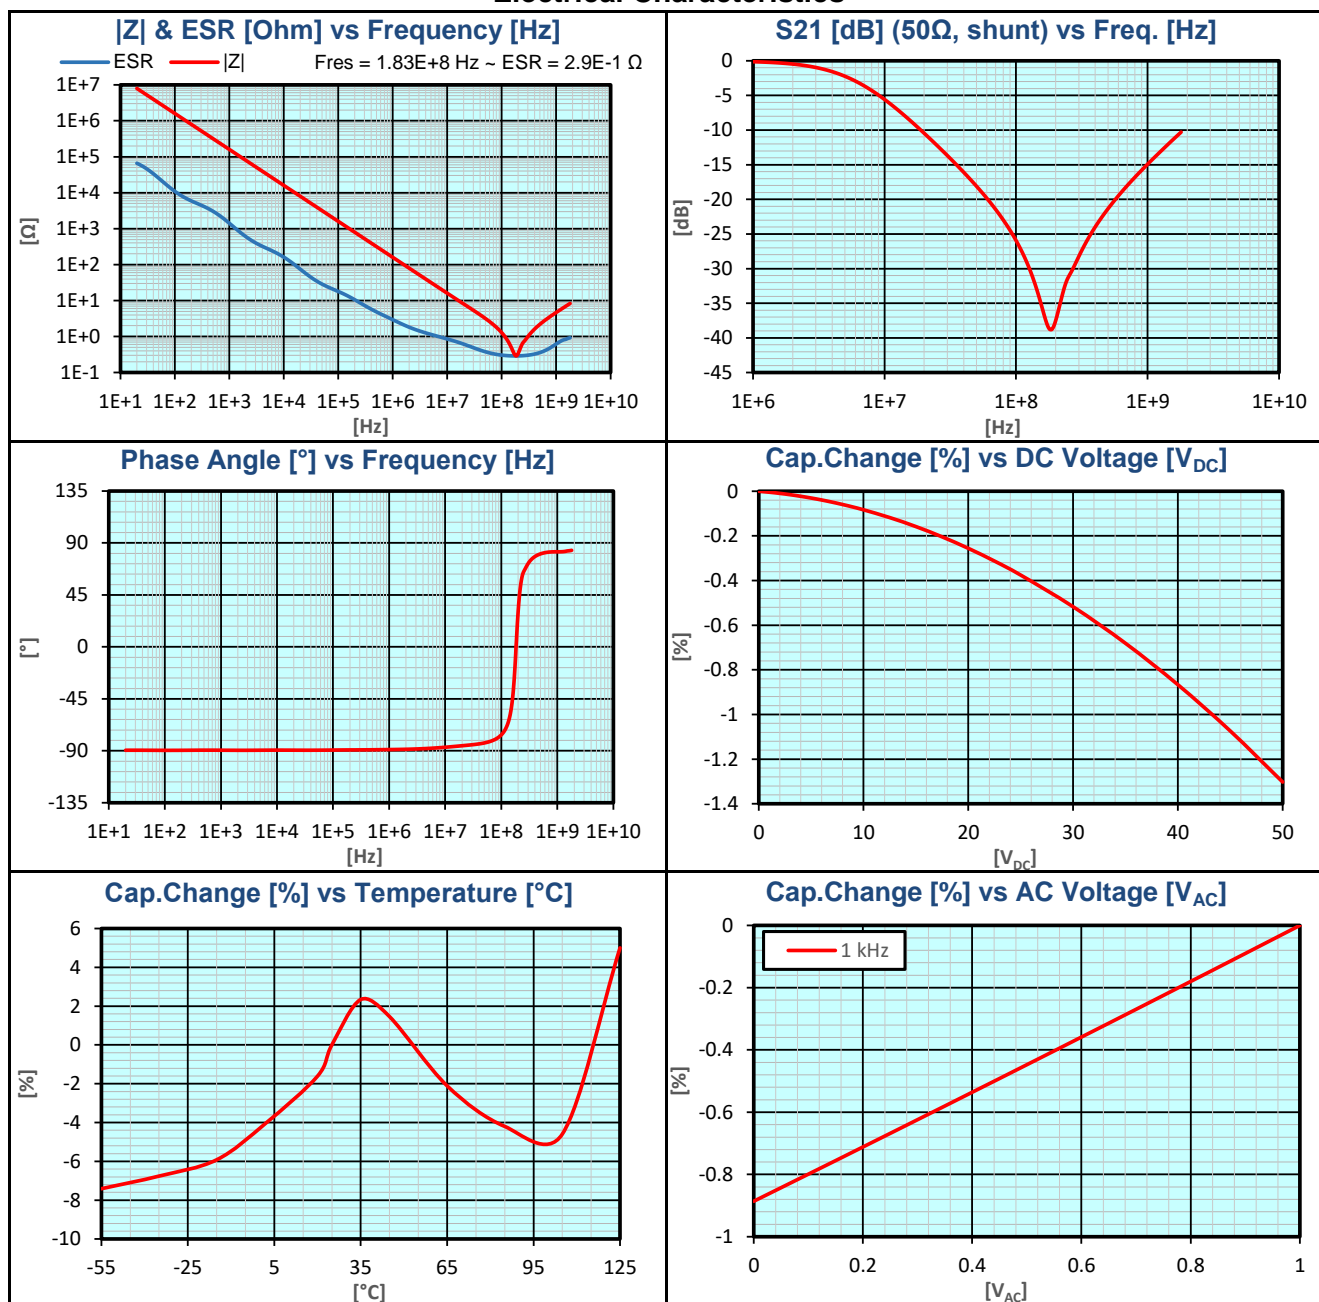 |Z| & ESR [Ohm] vs Frequency [Hz]
ESR |Z| Fres = 1.83E+8 Hz ~ ESR = 2.9E-1 Ω
1E+7
1E+6
1E+5
1E+4
1E+3
1E+2
1E+1
1E+0
1E-1
[Ω]
1E+1 1E+2 1E+3 1E+4 1E+5 1E+6 1E+7 1E+8 1E+9 1E+10
[Hz]
S21 [dB] (50Ω, shunt) vs Freq. [Hz]
0
-5
-10
-15
-20
-25
-30
-35
-40
-45
[dB]
1E+6 1E+7 1E+8 1E+9 1E+10
[Hz]
Phase Angle [°] vs Frequency [Hz]
135
90
45
0
-45
-90
-135
[°]
1E+1 1E+2 1E+3 1E+4 1E+5 1E+6 1E+7 1E+8 1E+9 1E+10
[Hz]
Cap.Change [%] vs DC Voltage [VDC]
0
-0.2
-0.4
-0.6
-0.8
-1
-1.2
-1.4
[%]
0 10 20 30 40 50
[VDC]
Cap.Change [%] vs Temperature [°C]
6
4
2
0
-2
-4
-6
-8
-10
[%]
-55 -25 5 35 65 95 125
[°C]
Cap.Change [%] vs AC Voltage [VAC]
1 kHz
0
-0.2
-0.4
-0.6
-0.8
-1
[%]
0 0.2 0.4 0.6 0.8 1
[VAC]